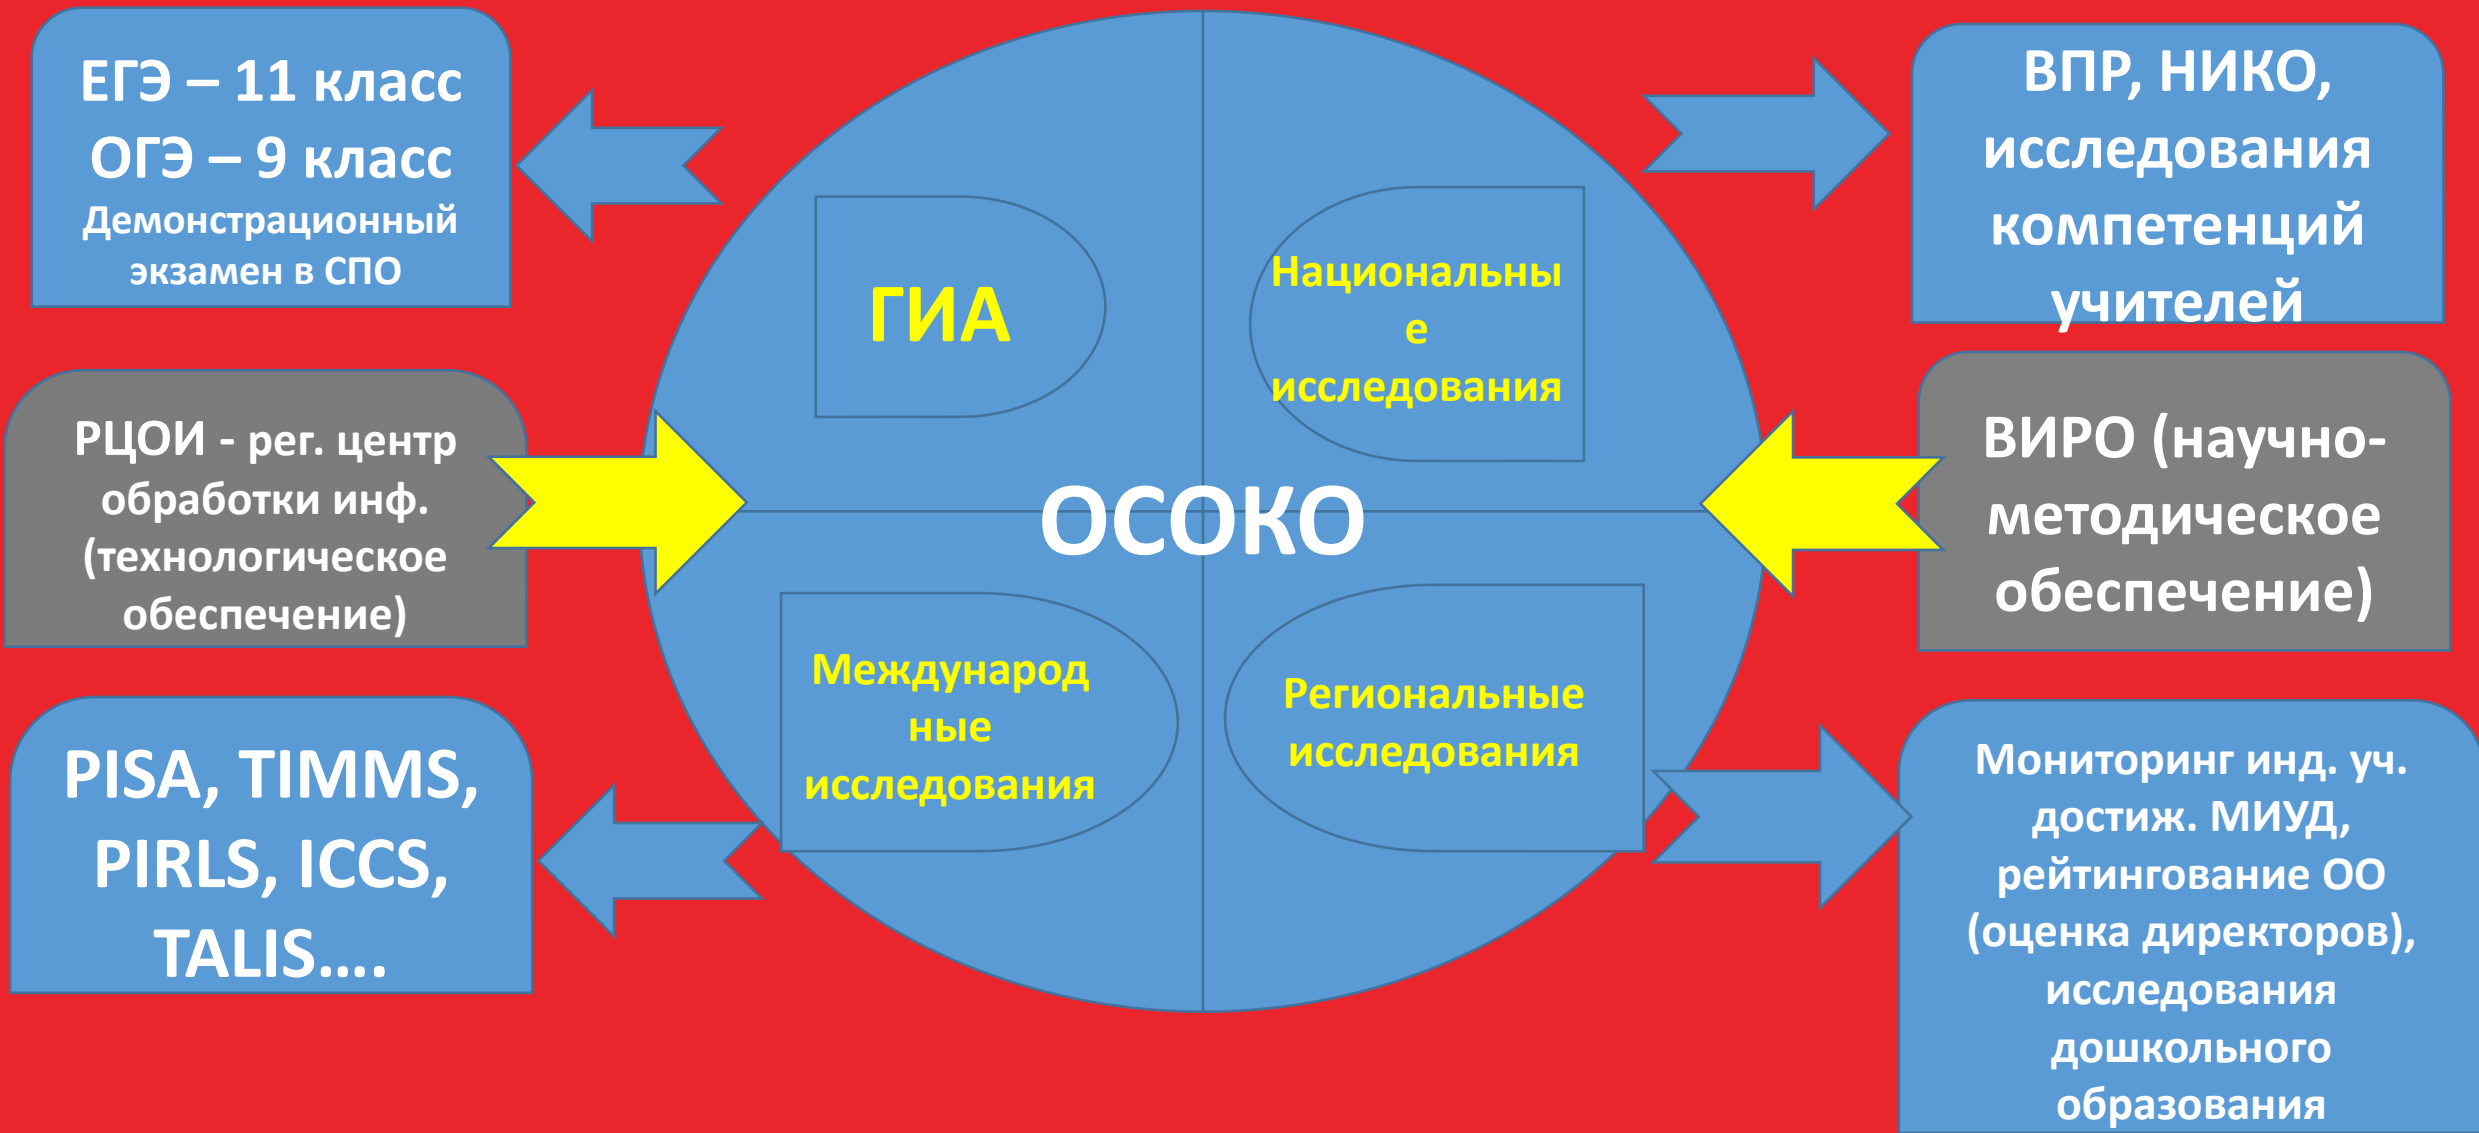 ЕГЭ – 11 класс
ОГЭ – 9 класс
Демонстрационный
экзамен в СПО
ВПР, НИКО,
исследования
компетенций
учителей
ГИА
Национальны
е
исследования
РЦОИ - рег. центр
обработки инф.
(технологическое
обеспечение)
ОСОКО
ВИРО (научно-
методическое
обеспечение)
Международ
ные
исследования
Региональные
исследования
PISA, TIMMS,
PIRLS, ICCS,
TALIS….
Мониторинг инд. уч.
достиж. МИУД,
рейтингование ОО
(оценка директоров),
исследования
дошкольного
образования